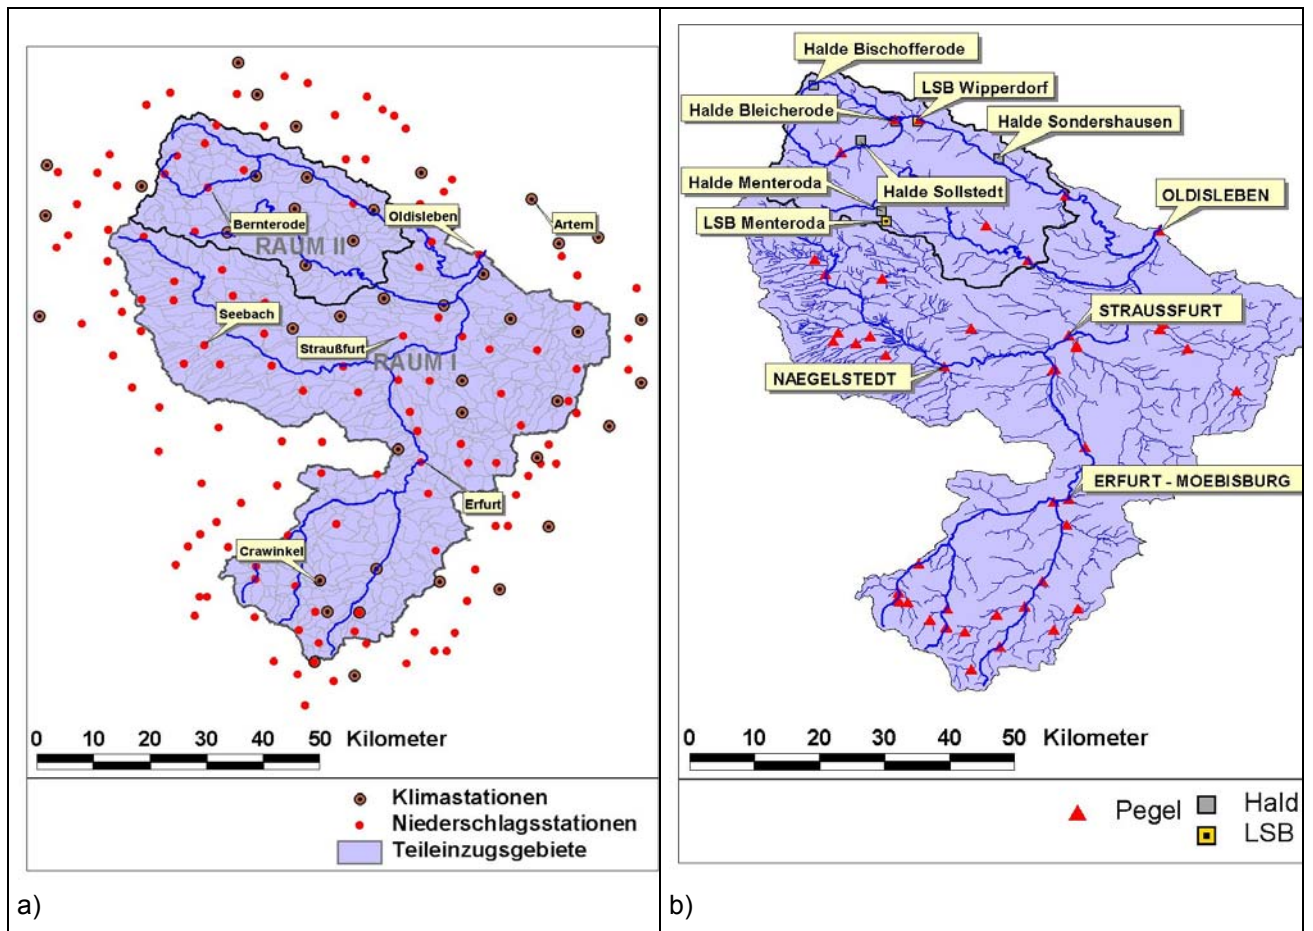 Bernterode
Oldisleben
Artern
RAUM II
Seebach
Straußfurt
RAUM I
Erfurt
Crawinkel
0 10 20 30 40 50 Kilometer
Klimastationen
Niederschlagsstationen
Teileinzugsgebiete
a)
Halde Bischofferode
LSB Wipperdorf
Halde Bleicherode
Halde Sondershausen
Halde Menteroda
Halde Sollstedt
OLDISLEBEN
LSB Menteroda
STRAUSSFURT
NAEGELSTEDT
ERFURT - MOEBISBURG
0 10 20 30 40 50 Kilometer
Pegel
Hald
LSB
b)